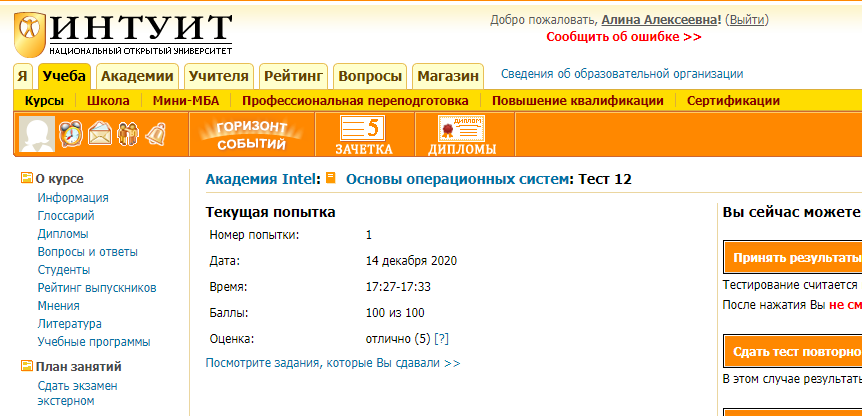 ИНТУИТ
НАЦИОНАЛЬНЫЙ ОТКРЫТЫЙ УНИВЕРСИТЕТ
Добро пожаловать, Алина Алексеевна! (Выйти)
Сообщить об ошибке >>
Я Учеба Академии Учителя Рейтинг Вопросы Магазин Сведения об образовательной организации
Курсы Школа Мини-МБА Профессиональная переподготовка Повышение квалификации Сертификации
ГОРИЗОНТ
СОБЫТИЙ
5
ЗАЧЕТКА
ДИПЛОМ
ДИПЛОМЫ
О курсе
Информация
Глоссарий
Дипломы
Вопросы и ответы
Студенты
Рейтинг выпускников
Мнения
Литература
Учебные программы
План занятий
Сдать экзамен
экстерном
Академия Intel: Основы операционных систем: Тест 12
Текущая попытка
Номер попытки: 1
Дата: 14 декабря 2020
Время: 17:27-17:33
Баллы: 100 из 100
Оценка: отлично (5) [?]
Посмотрите задания, которые Вы сдавали >>
Вы сейчас можете
Принять результаты
Тестирование считается
После нажатия Вы не см
Сдать тест повторно
В этом случае результаты